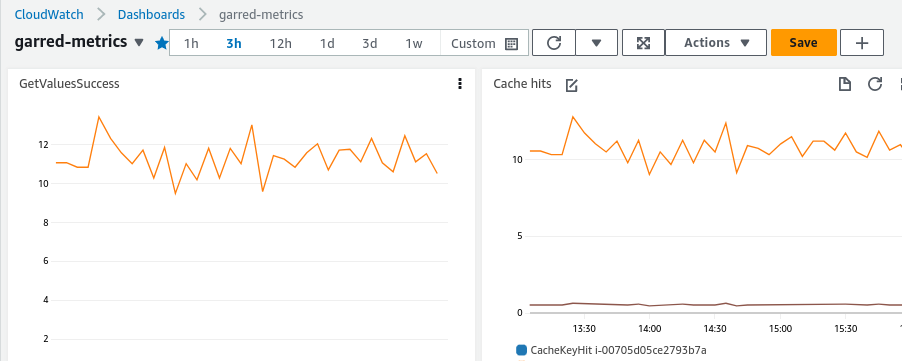 CloudWatch > Dashboards > garred-metrics
garred-metrics ▼ ★ 1h 3h 12h 1d 3d 1w Custom Actions ▼ Save +
GetValuesSuccess
12
10
8
6
4
2
Cache hits
10
5
0
13:30 14:00 14:30 15:00 15:30
CacheKeyHit i-00705d05ce2793b7a